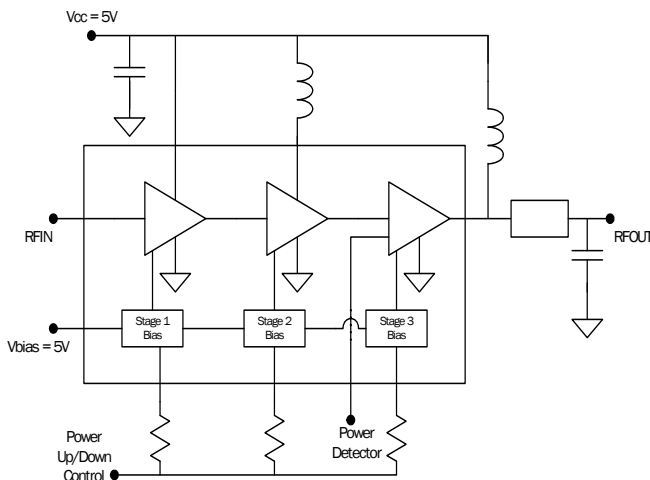 Vcc = 5V
RFIN
RFOUT
Stage 1
Bias
Stage 2
Bias
Stage 3
Bias
Vbias = 5V
Power
Up/Down
Control
Power
Detector